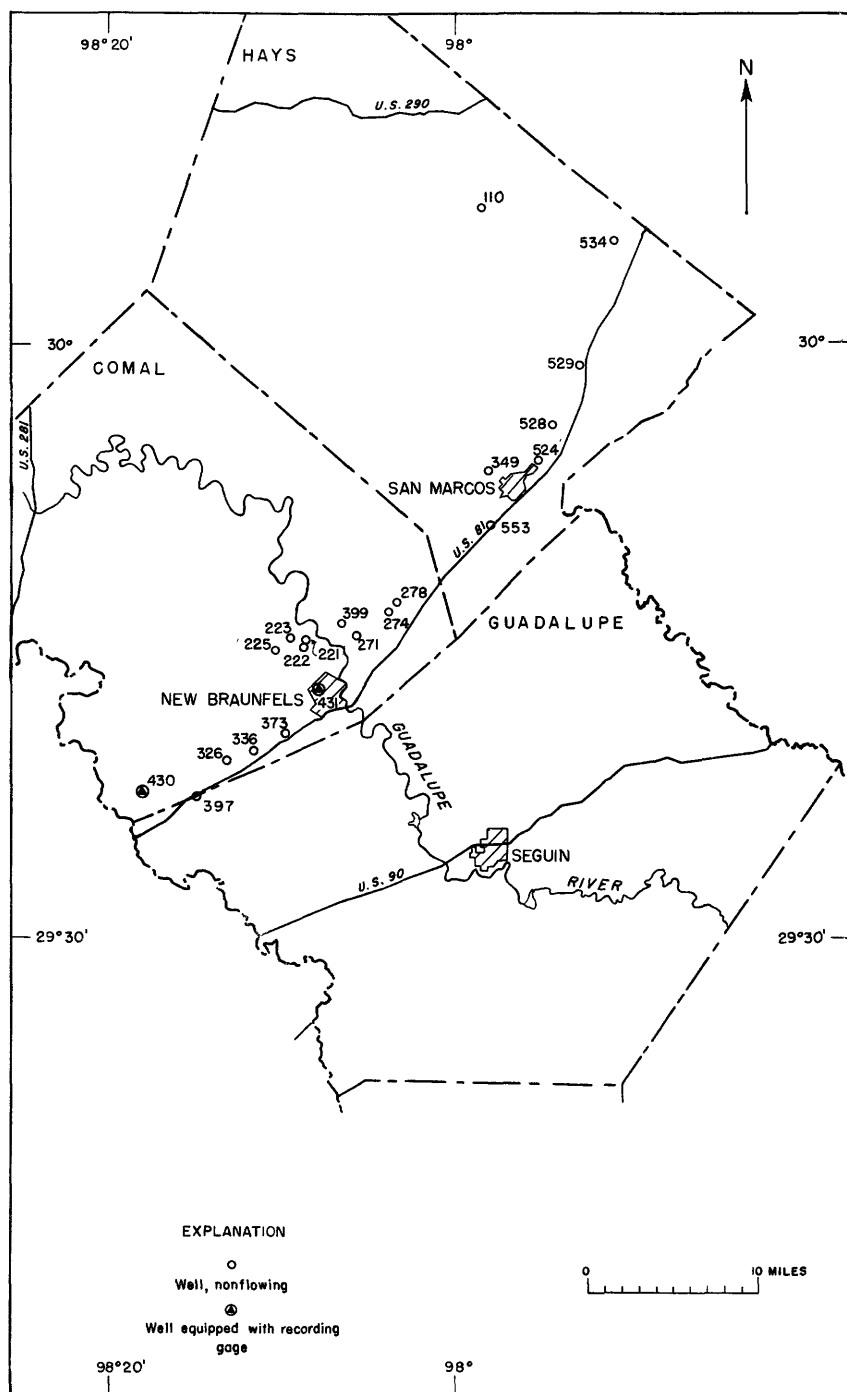 98°20'
98°
HAYS
U.S. 290
N
110
534
30°
30°
COMAL
529
U.S. 281
528
524
349
SAN MARCOS
553
U.S. 81
278
399
274
GUADALUPE
223
271
225
221
222
NEW BRAUNFELS
431
373
336
326
GUADALUPE
430
397
SEGUIN
U.S. 90
RIVER
29°30'
29°30'
EXPLANATION
Well, nonflowing
Well equipped with recording
gage
0 10 MILES
98°20'
98°